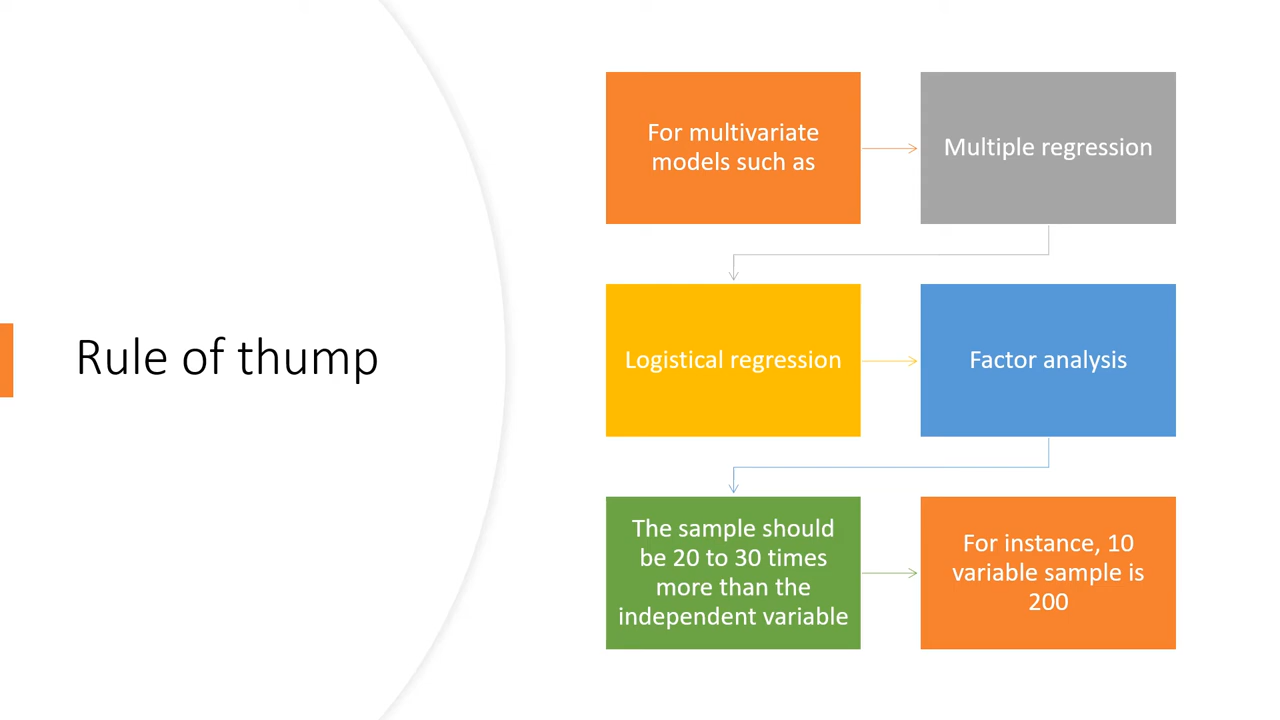 Rule of thump
For multivariate
models such as
Multiple regression
Logistical regression
Factor analysis
The sample should
be 20 to 30 times
more than the
independent variable
For instance, 10
variable sample is
200